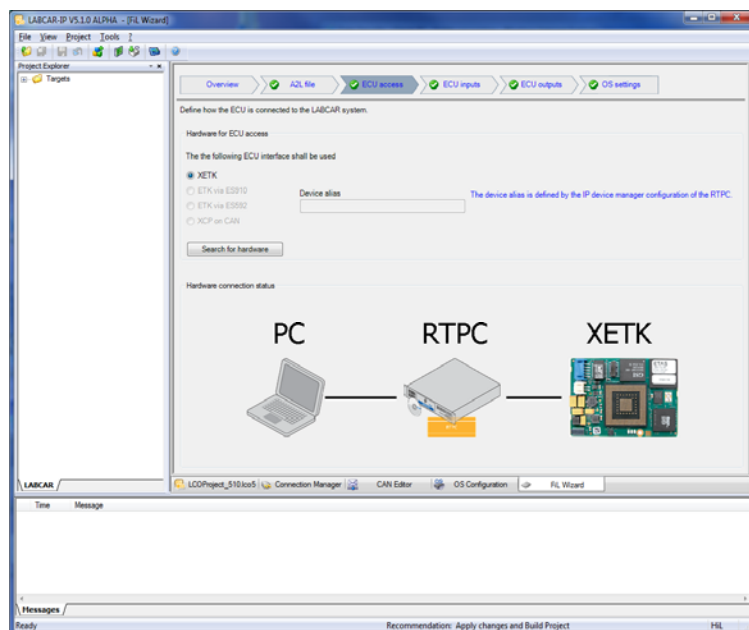 LABCAR-IP V5.1.0 ALPHA - [FiL Wizard]
File View Project Tools ?
Project Explorer
Targets
Overview A2L file ECU access ECU inputs ECU outputs OS settings
Define how the ECU is connected to the LABCAR system.
Hardware for ECU access
The the following ECU interface shall be used
XETK
ETK via ES910 Device alias The device alias is defined by the IP device manager configuration of the RTPC.
ETK via ES592
XCP on CAN
Search for hardware
Hardware connection status
PC RTPC XETK
LABCAR
LCOProject_510.lco5 Connection Manager CAN Editor OS Configuration FiL Wizard
Time Message
Messages
Ready Recommendation: Apply changes and Build Project HiL